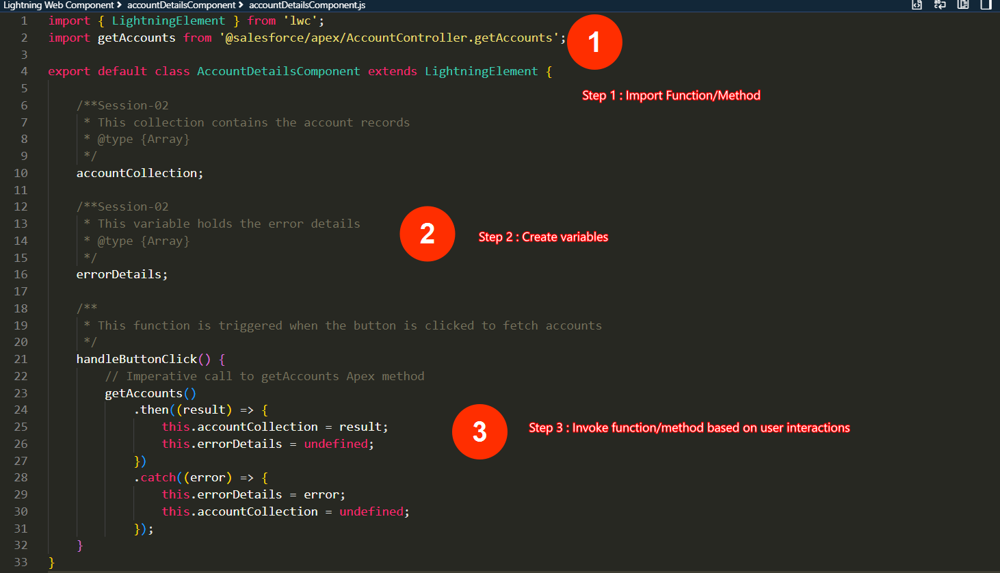 Lightning Web Component > accountDetailsComponent > accountDetailsComponent.js
1 import { LightningElement } from 'lwc';
2 import getAccounts from '@salesforce/apex/AccountController.getAccounts';
1
3
4 export default class AccountDetailsComponent extends LightningElement {
5
Step 1 : Import Function/Method
6 /**Session-02
7 * This collection contains the account records
8 * @type {Array}
9 */
10 accountCollection;
11
12 /**Session-02
13 * This variable holds the error details
2
Step 2 : Create variables
14 * @type {Array}
15 */
16 errorDetails;
17
18 /**
19 * This function is triggered when the button is clicked to fetch accounts
20 */
21 handleButtonClick() {
22 // Imperative call to getAccounts Apex method
23 getAccounts()
24 .then((result) => {
25 this.accountCollection = result;
3
Step 3 : Invoke function/method based on user interactions
26 this.errorDetails = undefined;
27 })
28 .catch((error) => {
29 this.errorDetails = error;
30 this.accountCollection = undefined;
31 });
32 }
33 }